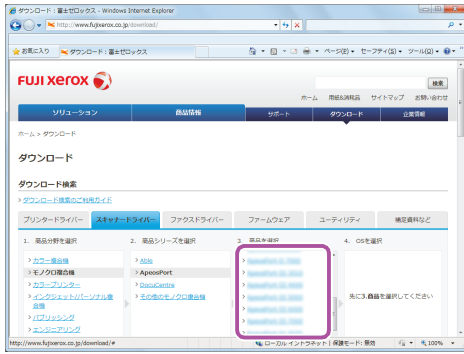 ダウンロード : 富士ゼロックス - Windows Internet Explorer
http://www.fujixerox.co.jp/download/
お気に入り ダウンロード : 富士ゼロックス ページ(P) セーフティ(S) ツール(O)
FUJI XEROX
検索
ホーム 用紙&消耗品 サイトマップ お問い合わせ
ソリューション 商品情報 サポート ダウンロード 企業情報
ホーム > ダウンロード
ダウンロード
ダウンロード検索
> ダウンロード検索のご利用ガイド
プリンタードライバー スキャナードライバー ファクスドライバー ファームウェア ユーティリティ 補足資料など
1. 商品分野を選択 2. 商品シリーズを選択 3. 商品を選択 4. OSを選択
> カラー複合機 > Able
> モノクロ複合機 > ApeosPort
> カラープリンター > DocuCentre
> インクジェット/パーソナル複合機 > その他のモノクロ複合機
> パブリッシング
> エンジニアリング
先に3.商品を選択してください
http://www.fujixerox.co.jp/download/# ローカル イントラネット | 保護モード: 無効 100%